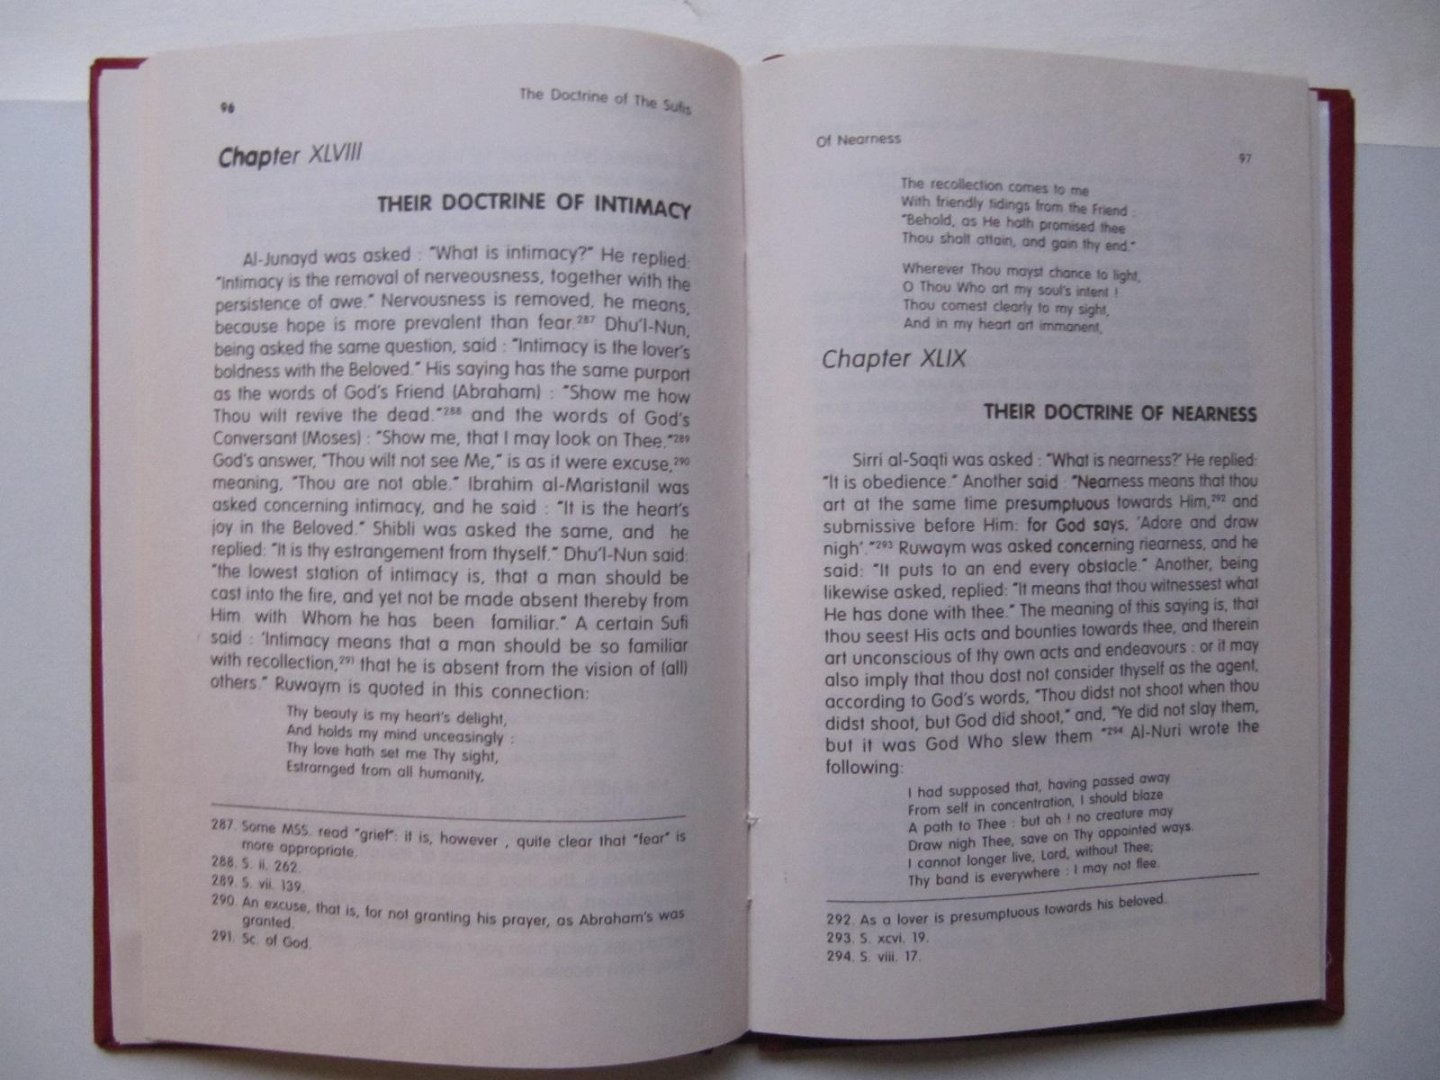 96
The Doctrine of The Sufis
Chapter XLVIII
THEIR DOCTRINE OF INTIMACY
Al-Junayd was asked : "What is intimacy?" He replied:
"Intimacy is the removal of nerveousness, together with the
persistence of awe." Nervousness is removed, he means,
because hope is more prevalent than fear.287 Dhu'l-Nun,
being asked the same question, said : "Intimacy is the lover's
boldness with the Beloved." His saying has the same purport
as the words of God's Friend (Abraham) : "Show me how
Thou wilt revive the dead."288 and the words of God's
Conversant (Moses) : "Show me, that I may look on Thee."289
God's answer, "Thou wilt not see Me," is as it were excuse,290
meaning, "Thou are not able." Ibrahim al-Maristanil was
asked concerning intimacy, and he said : "It is the heart's
joy in the Beloved." Shibli was asked the same, and he
replied: "It is thy estrangement from thyself." Dhu'l-Nun said:
"the lowest station of intimacy is, that a man should be
cast into the fire, and yet not be made absent thereby from
Him with Whom he has been familiar." A certain Sufi
said : 'Intimacy means that a man should be so familiar
with recollection,291 that he is absent from the vision of (all)
others." Ruwaym is quoted in this connection:
Thy beauty is my heart's delight,
And holds my mind unceasingly :
Thy love hath set me Thy sight,
Estrarnged from all humanity,
287. Some MSS. read "grief": it is, however , quite clear that "fear" is
more appropriate.
288. S. ii. 262.
289. S. vii. 139.
290. An excuse, that is, for not granting his prayer, as Abraham's was
granted.
291. Sc. of God.
Of Nearness
97
The recollection comes to me
With friendly tidings from the Friend :
"Behold, as He hath promised thee
Thou shalt attain, and gain thy end."
Wherever Thou mayst chance to light,
O Thou Who art my soul's intent !
Thou comest clearly to my sight,
And in my heart art immanent,
Chapter XLIX
THEIR DOCTRINE OF NEARNESS
Sirri al-Saqti was asked : "What is nearness?' He replied:
"It is obedience." Another said : "Nearness means that thou
art at the same time presumptuous towards Him,292 and
submissive before Him: for God says, 'Adore and draw
nigh'."293 Ruwaym was asked concerning riearness, and he
said: "It puts to an end every obstacle." Another, being
likewise asked, replied: "It means that thou witnessest what
He has done with thee." The meaning of this saying is, that
thou seest His acts and bounties towards thee, and therein
art unconscious of thy own acts and endeavours : or it may
also imply that thou dost not consider thyself as the agent,
according to God's words, "Thou didst not shoot when thou
didst shoot, but God did shoot," and, "Ye did not slay them,
but it was God Who slew them "294 Al-Nuri wrote the
following:
I had supposed that, having passed away
From self in concentration, I should blaze
A path to Thee : but ah ! no creature may
Draw nigh Thee, save on Thy appointed ways.
I cannot longer live, Lord, without Thee;
Thy band is everywhere : I may not flee.
292. As a lover is presumptuous towards his beloved.
293. S. xcvi. 19.
294. S. viii. 17.